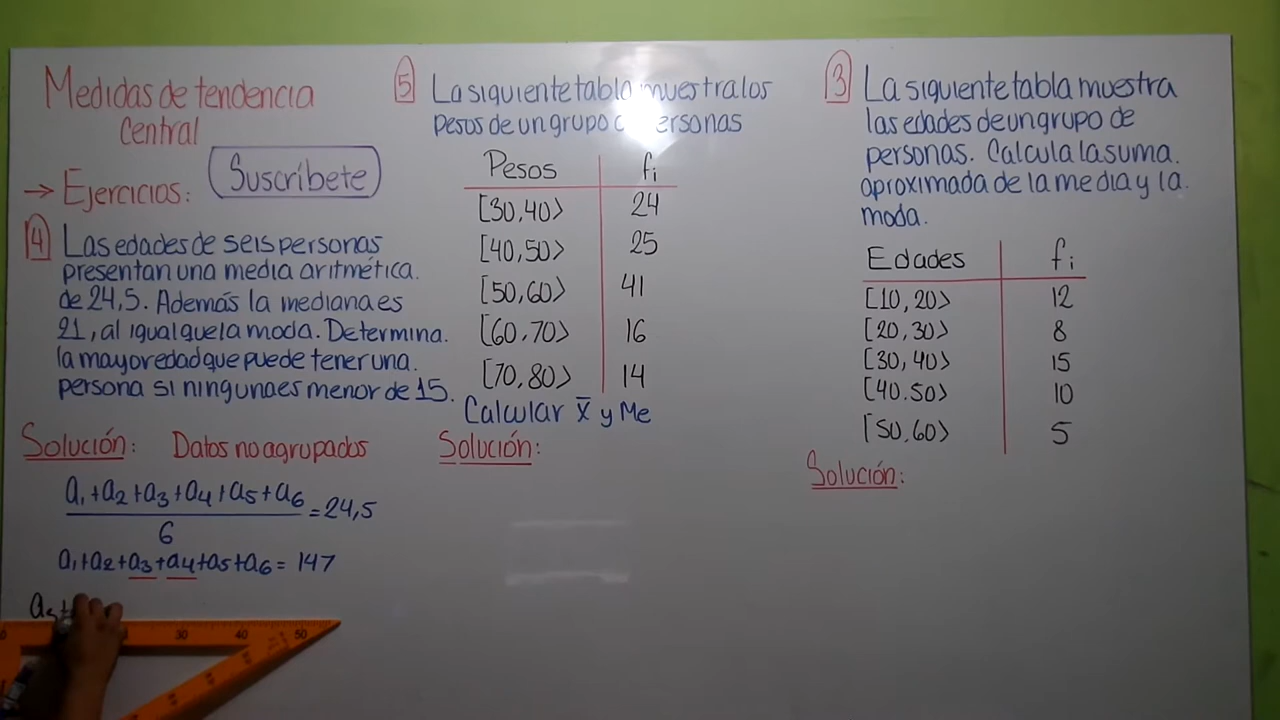 Medidas de tendencia
Central
Suscríbete
→ Ejercicios:
4 Las edades de seis personas
presentan una media aritmética.
de 24,5. Además la mediana es
21, al igual que la moda. Determina.
la mayor edad que puede tener una.
persona si ninguna es menor de 15.
Solución: Datos no agrupados
a1+a2+a3+a4+a5+a6
6
=24,5
a1+a2+a3+a4+a5+a6 = 147
0 30 40 50
5 La siguiente tabla muestra los
pesos de un grupo personas
Pesos fi
[30,40> 24
[40,50> 25
[50,60> 41
[60,70> 16
[70,80> 14
Calcular x̅ y Me
Solución:
3 La siguiente tabla muestra
las edades de un grupo de
personas. Calcula la suma.
aproximada de la media y la.
moda.
Edades fi
[10,20> 12
[20,30> 8
[30,40> 15
[40.50> 10
[50,60> 5
Solución: